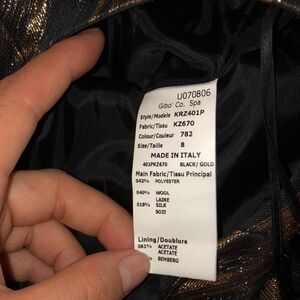 U070806
Gibo' Co. Spa
Style/Modele KRZ401P
Fabric/Tissu KZ670
Colour/Couleur 782
Size/Taille 8
MADE IN ITALY
401PKZ670 BLACK/GOLD
Main Fabric/Tissu Principal
042% POLYESTER
040% WOOL
LAINE
018% SILK
SOIE
Lining/Doublure
061% ACETATE
ACETATE
BEMBERG